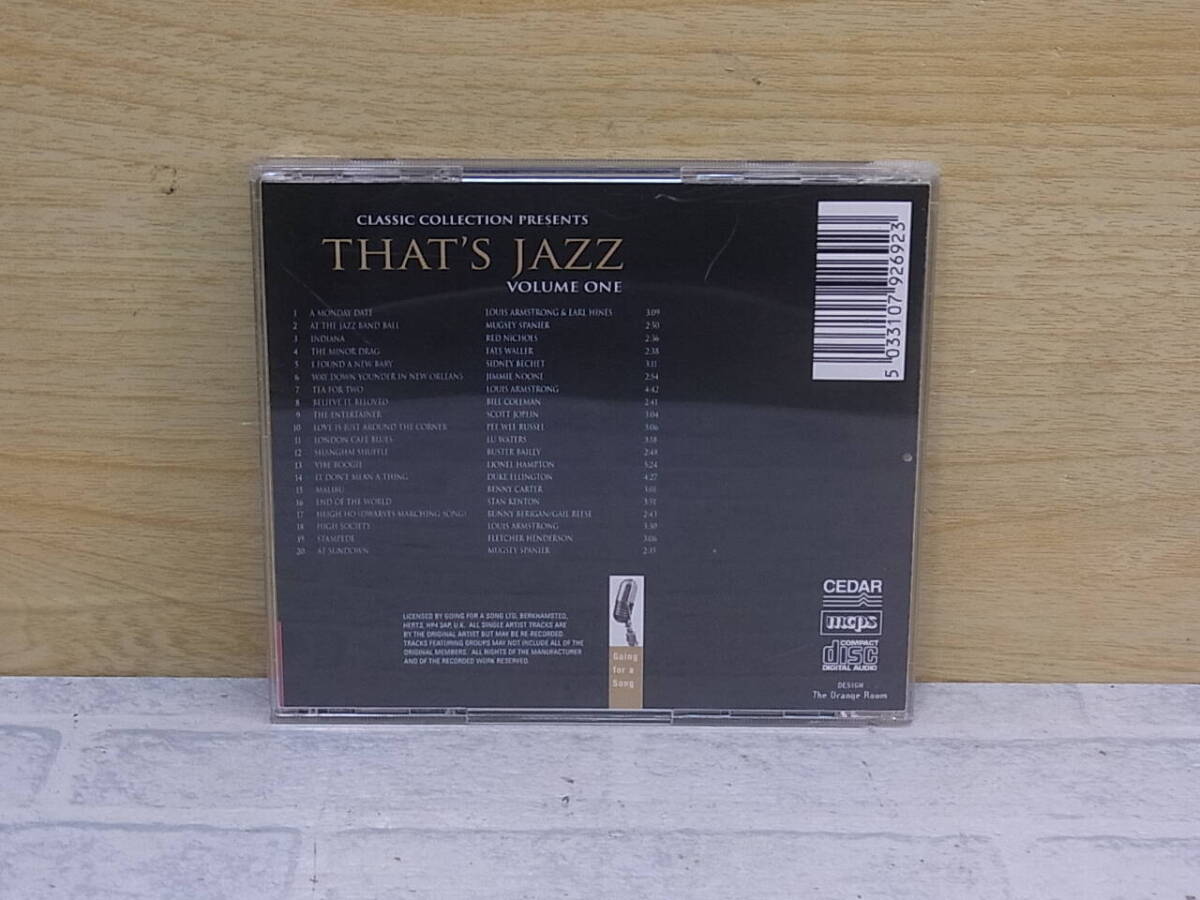 CLASSIC COLLECTION PRESENTS
THAT'S JAZZ
VOLUME ONE
1 A MONDAY DATE LOUIS ARMSTRONG & EARL HINES 3:09
2 AT THE JAZZ BAND BALL MUGSEY SPANIER 2:50
3 INDIANA RED NICHOLS 2:36
4 THE MINOR DRAG FATS WALLER 2:38
5 I FOUND A NEW BABY SIDNEY BECHET 3:11
6 WAY DOWN YOUNDER IN NEW ORLEANS JIMMIE NOONE 2:54
7 TEA FOR TWO LOUIS ARMSTRONG 4:42
8 BELIEVE IT, BELOVED BILL COLEMAN 2:41
9 THE ENTERTAINER SCOTT JOPLIN 3:04
10 LOVE IS JUST AROUND THE CORNER PEE WEE RUSSEL 3:06
11 LONDON CAFE BLUES LU WATERS 3:18
12 SHANGHAI SHUFFLE BUSTER BAILEY 2:48
13 VIBE BOOGIE LIONEL HAMPTON 5:24
14 IT DON'T MEAN A THING DUKE ELLINGTON 4:27
15 MALIBU BENNY CARTER 3:01
16 END OF THE WORLD STAN KENTON 3:51
17 HEIGH HO (DWARVES MARCHING SONG) BUNNY BERIGAN/GAIL REESE 2:43
18 HIGH SOCIETY LOUIS ARMSTRONG 3:30
19 STAMPEDE FLETCHER HENDERSON 3:06
20 AT SUNDOWN MUGSEY SPANIER 2:35
LICENSED BY GOING FOR A SONG LTD, BERKHAMSTED,
HERTS, HP4 3AP, U.K. ALL SINGLE ARTIST TRACKS ARE
BY THE ORIGINAL ARTIST BUT MAY BE RE-RECORDED.
TRACKS FEATURING GROUPS MAY NOT INCLUDE ALL OF THE
ORIGINAL MEMBERS. ALL RIGHTS OF THE MANUFACTURER
AND OF THE RECORDED WORK RESERVED.
Going
for a
Song
5 033107 926923
CEDAR
mcps
COMPACT
disc
DIGITAL AUDIO
DESIGN
The Orange Room